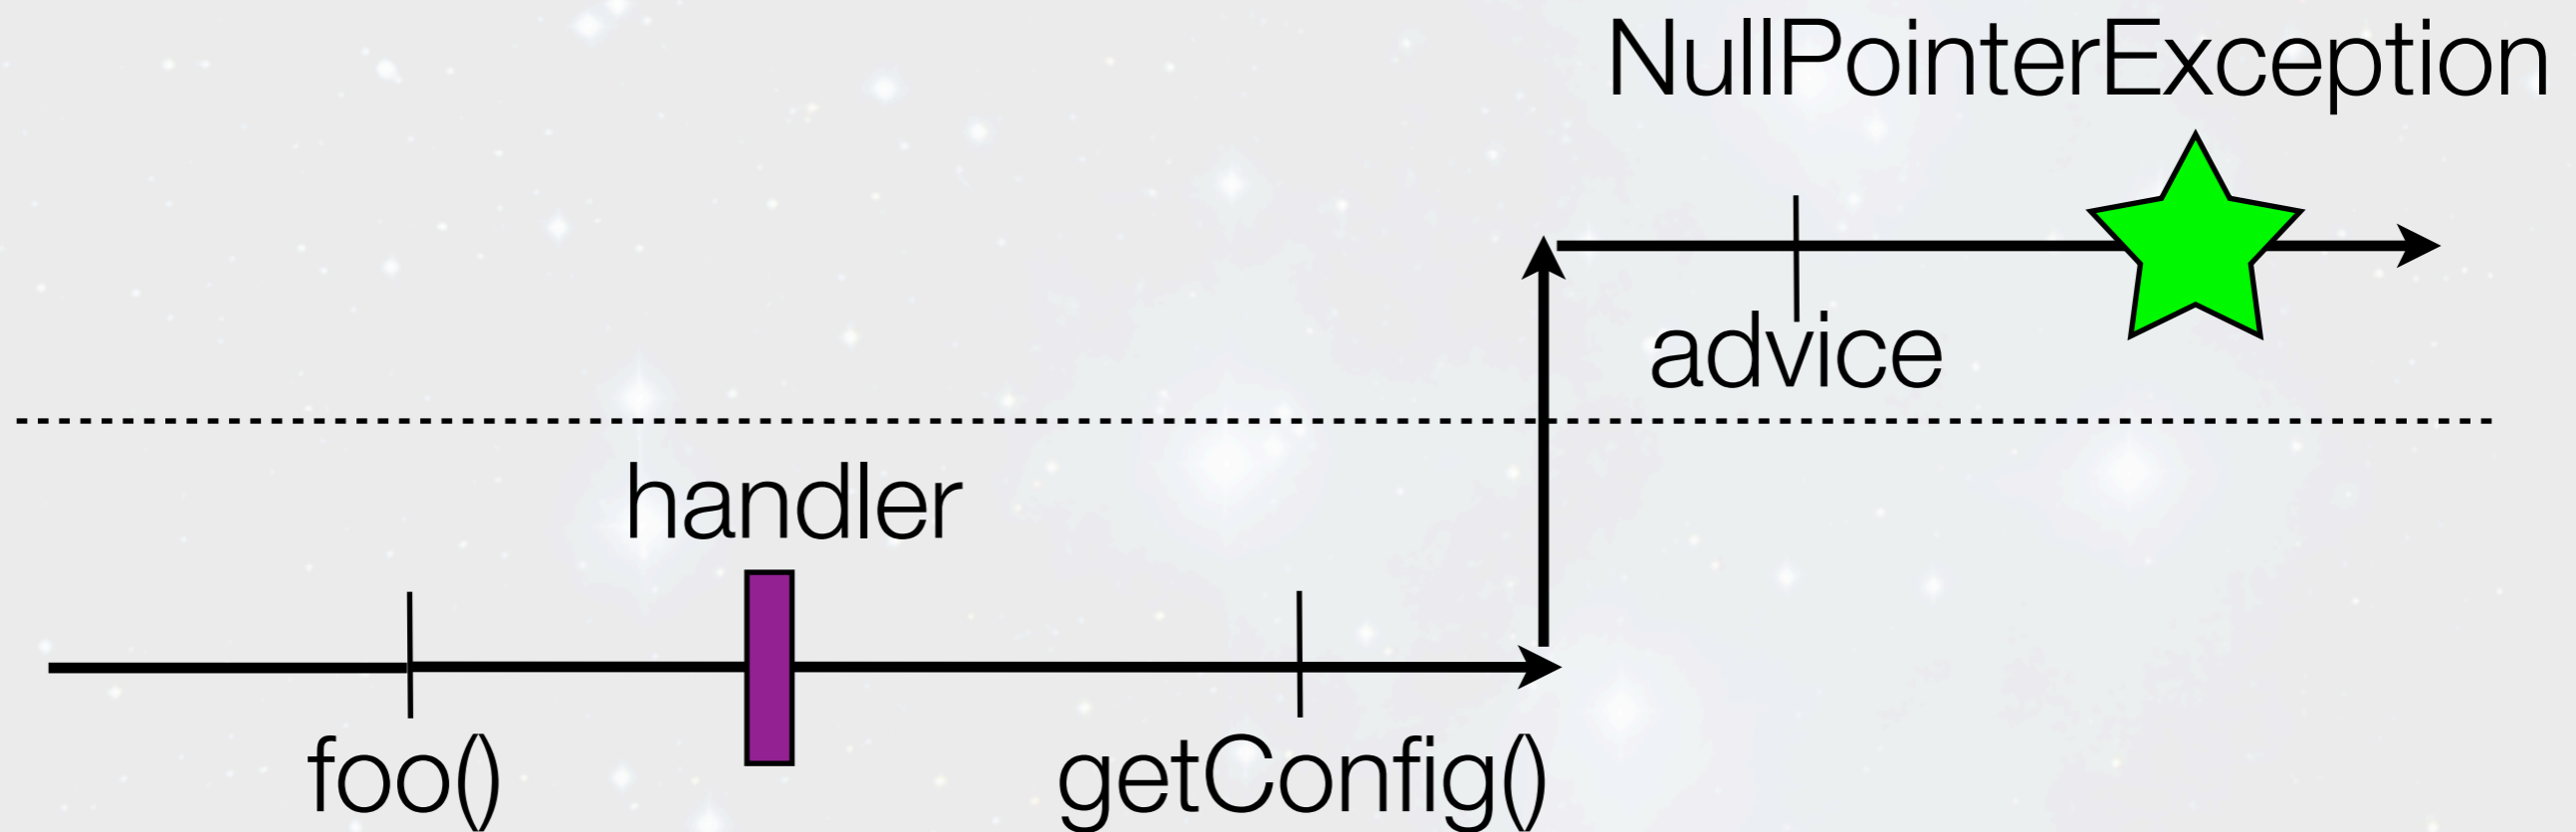 NullPointerException
advice
handler
foo()
getConfig()